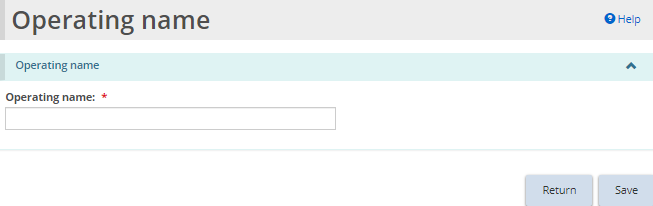 Operating name
Help
Operating name
Operating name: *
Return Save